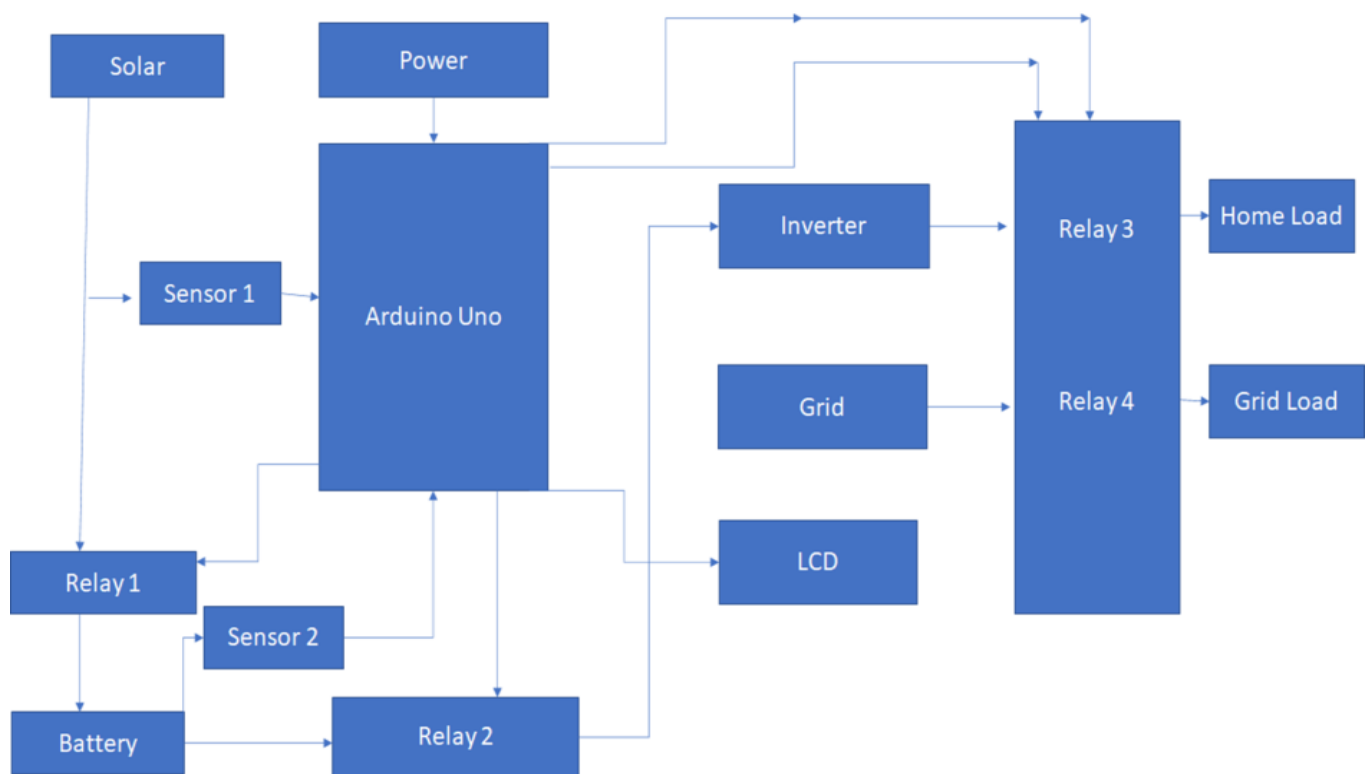 Solar
Power
Inverter
Relay 3
Home Load
Sensor 1
Arduino Uno
Grid
Relay 4
Grid Load
LCD
Relay 1
Sensor 2
Battery
Relay 2